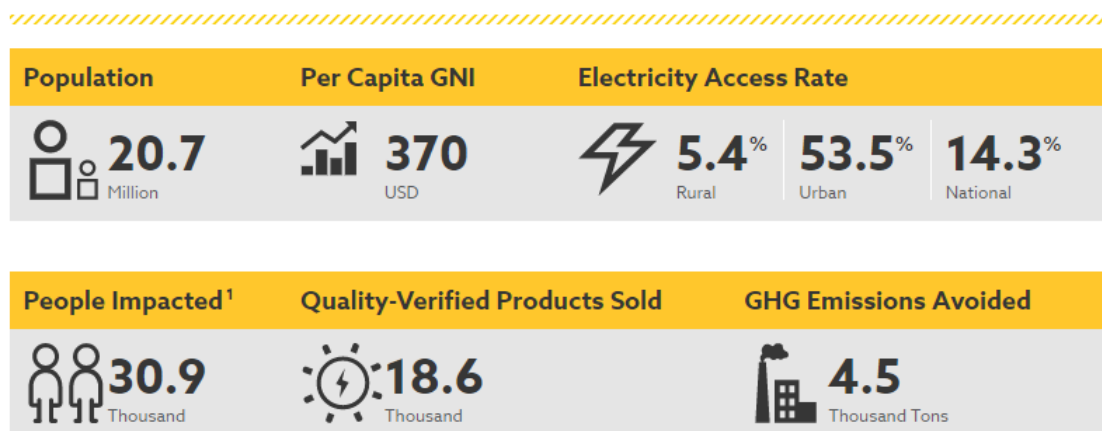 Population Per Capita GNI Electricity Access Rate
20.7 370 5.4% 53.5% 14.3%
Million USD Rural Urban National
People Impacted¹ Quality-Verified Products Sold GHG Emissions Avoided
30.9 18.6 4.5
Thousand Thousand Thousand Tons